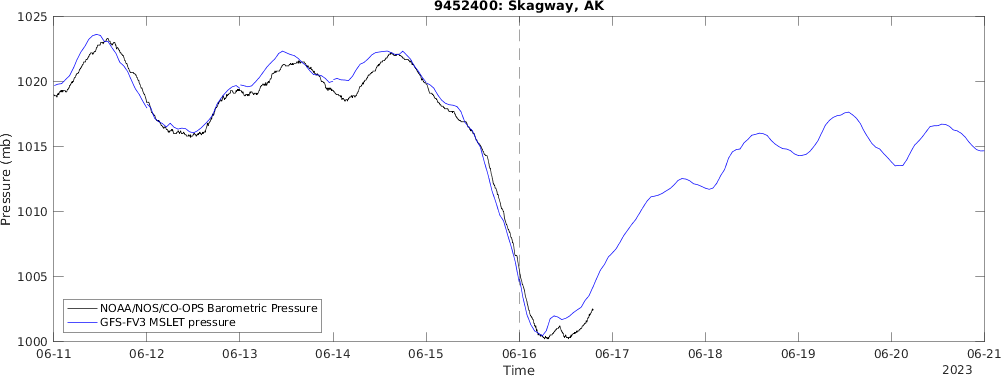 9452400: Skagway, AK
1025
1020
1015
1010
1005
1000
Pressure (mb)
NOAA/NOS/CO-OPS Barometric Pressure
GFS-FV3 MSLET pressure
06-11 06-12 06-13 06-14 06-15 06-16 06-17 06-18 06-19 06-20 06-21
Time
2023